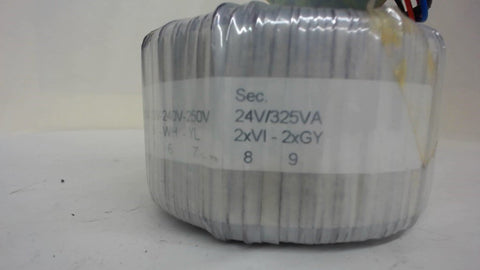 Sec.
-240V-250V 24V/325VA
-WH - YL 2xVI - 2xGY
6 7 8 9